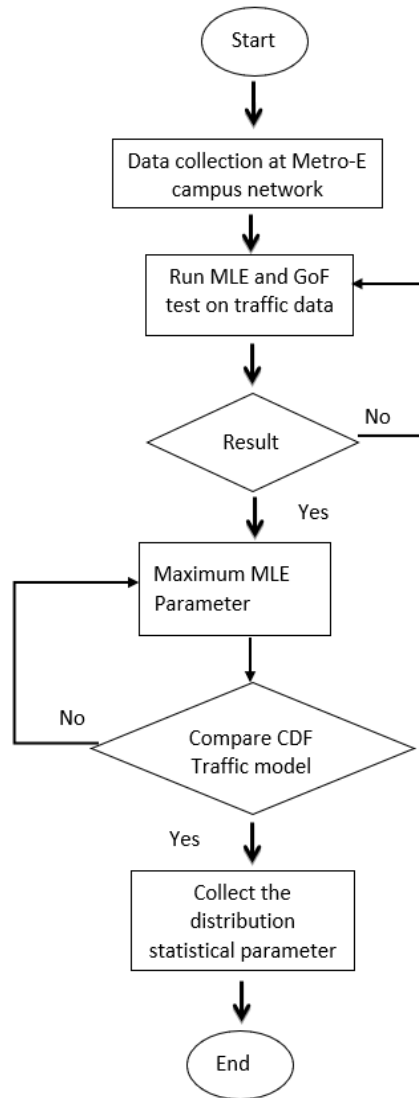 Start
Data collection at Metro-E
campus network
Run MLE and GoF
test on traffic data
No
Result
Yes
Maximum MLE
Parameter
No
Compare CDF
Traffic model
Yes
Collect the
distribution
statistical parameter
End